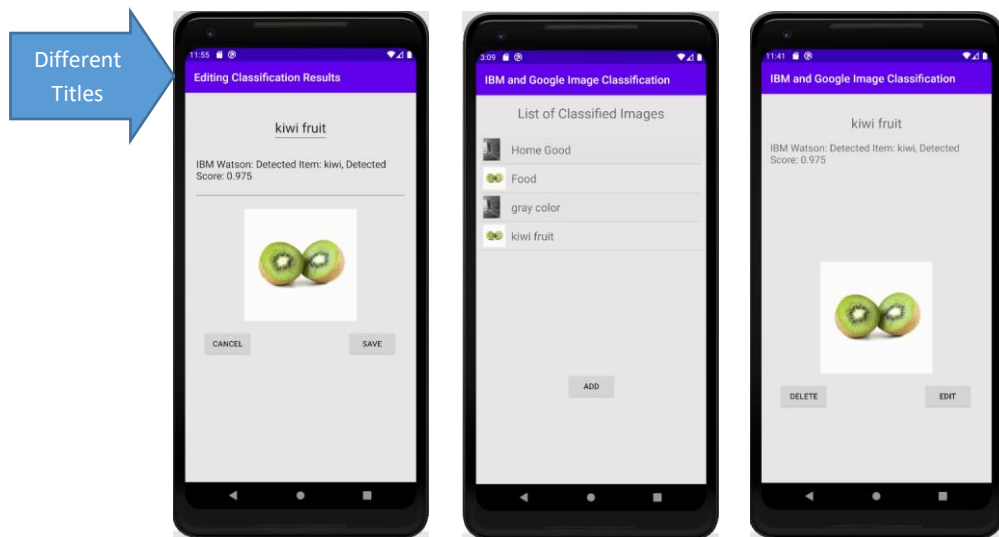 Different
Titles
11:55
Editing Classification Results
kiwi fruit
IBM Watson: Detected Item: kiwi, Detected
Score: 0.975
CANCEL
SAVE
3:09
IBM and Google Image Classification
List of Classified Images
Home Good
Food
gray color
kiwi fruit
ADD
11:41
IBM and Google Image Classification
kiwi fruit
IBM Watson: Detected Item: kiwi, Detected
Score: 0.975
DELETE
EDIT